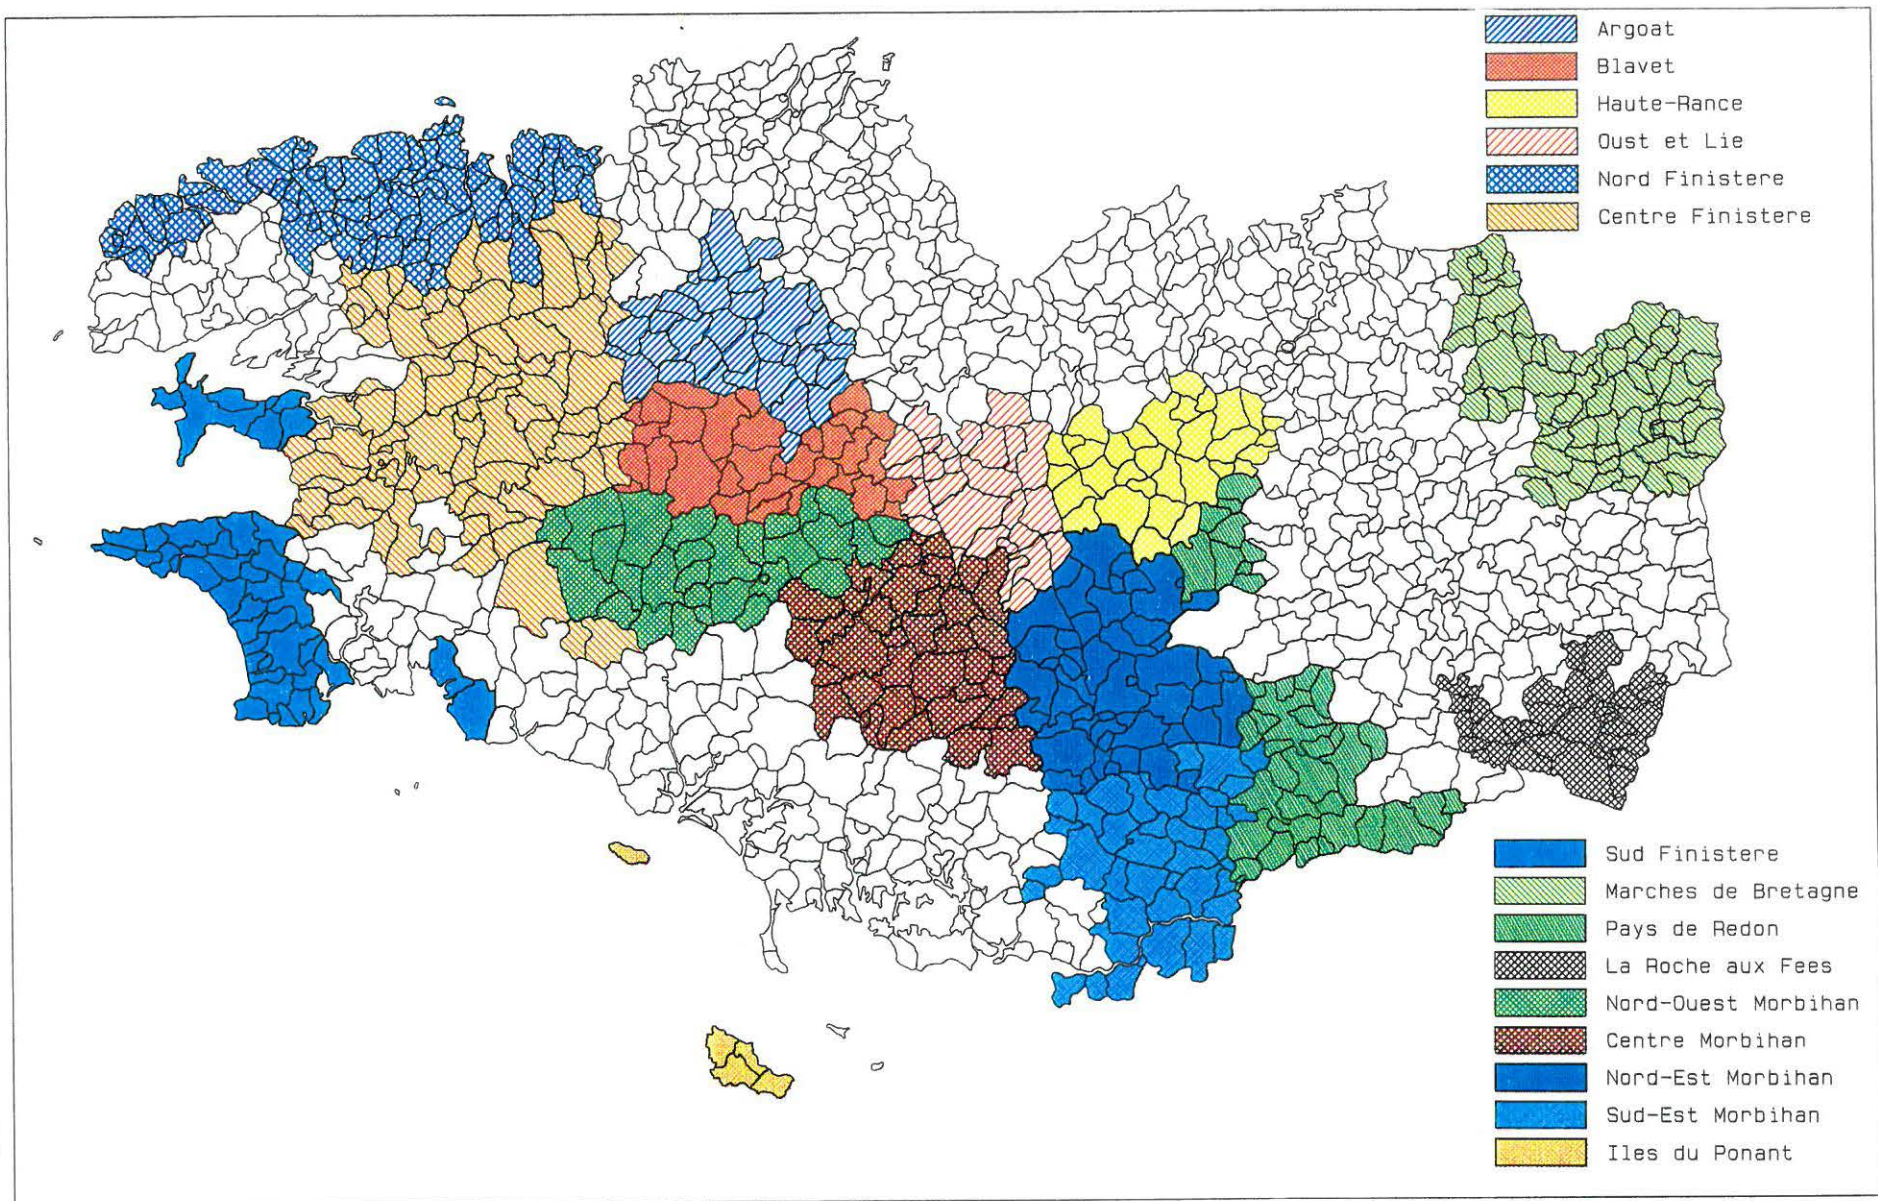 Argoat
Blavet
Haute-Rance
Oust et Lie
Nord Finistere
Centre Finistere
Sud Finistere
Marches de Bretagne
Pays de Redon
La Roche aux Fees
Nord-Ouest Morbihan
Centre Morbihan
Nord-Est Morbihan
Sud-Est Morbihan
Iles du Ponant